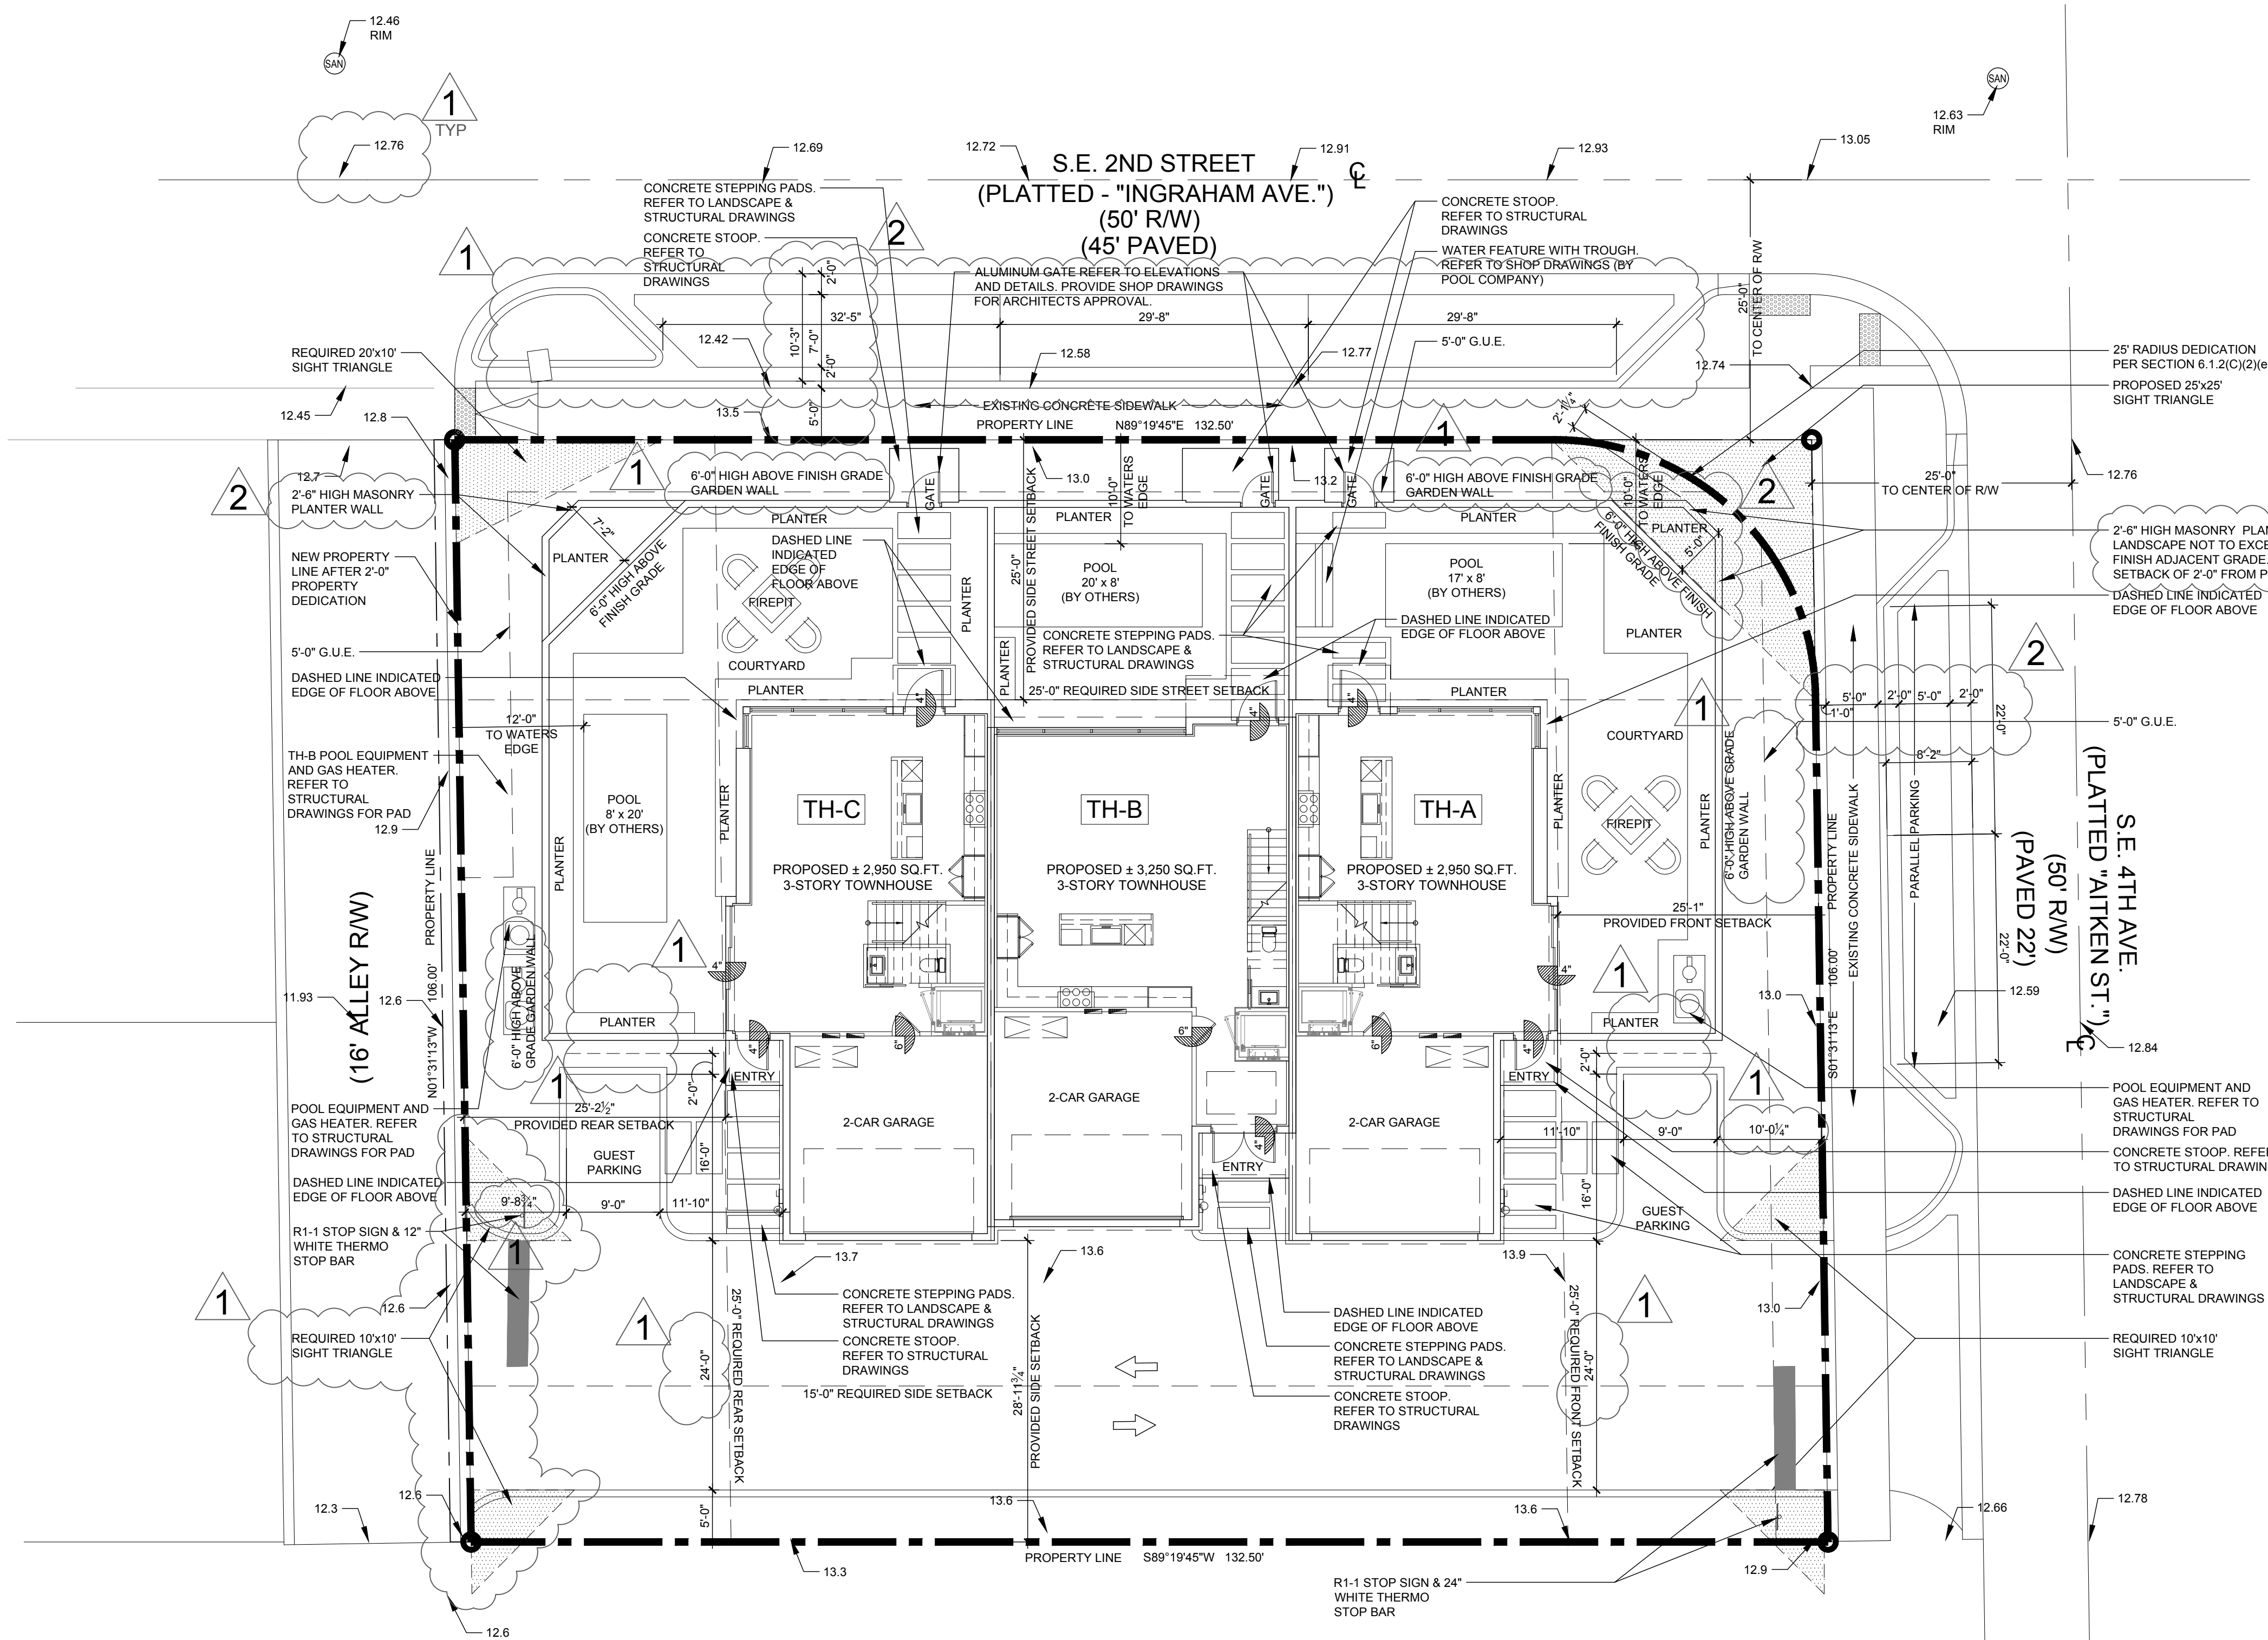 12.46
RIM
SAN
1
TYP
12.76
12.69
12.72
12.91
12.93
13.05
SAN
12.63
RIM
S.E. 2ND STREET
(PLATTED - "INGRAHAM AVE.")
(50' R/W)
(45' PAVED)
CONCRETE STEPPING PADS.
REFER TO LANDSCAPE &
STRUCTURAL DRAWINGS
CONCRETE STOOP.
REFER TO
STRUCTURAL
DRAWINGS
2
1
ALUMINUM GATE REFER TO ELEVATIONS
AND DETAILS. PROVIDE SHOP DRAWINGS
FOR ARCHITECTS APPROVAL.
CONCRETE STOOP.
REFER TO STRUCTURAL
DRAWINGS
WATER FEATURE WITH TROUGH.
REFER TO SHOP DRAWINGS (BY
POOL COMPANY)
25'-0"
TO CENTER OF R/W
2'-0"
10'-3"
7'-0"
2'-0"
5'-0"
32'-5"
29'-8"
29'-8"
12.42
12.58
12.77
5'-0" G.U.E.
12.74
REQUIRED 20'x10'
SIGHT TRIANGLE
12.45
12.8
13.5
EXISTING CONCRETE SIDEWALK
PROPERTY LINE N89°19'45"E 132.50'
2'-1¼"
1
25' RADIUS DEDICATION
PER SECTION 6.1.2(C)(2)(e
PROPOSED 25'x25'
SIGHT TRIANGLE
12.76
25'-0"
TO CENTER OF R/W
2
12.7
2'-6" HIGH MASONRY
PLANTER WALL
1
6'-0" HIGH ABOVE FINISH GRADE
GARDEN WALL
GATE
13.0
10'-0"
TO WATERS
EDGE
GATE
13.2
GATE
6'-0" HIGH ABOVE FINISH GRADE
GARDEN WALL
10'-0"
TO WATERS
EDGE
2
PLANTER
5'-0"
6'-0" HIGH ABOVE FINISH
FINISH GRADE
2'-6" HIGH MASONRY PLAN
LANDSCAPE NOT TO EXCE
FINISH ADJACENT GRADE.
SETBACK OF 2'-0" FROM P
DASHED LINE INDICATED
EDGE OF FLOOR ABOVE
NEW PROPERTY
LINE AFTER 2'-0"
PROPERTY
DEDICATION
7'-2"
PLANTER
6'-0" HIGH ABOVE
FINISH GRADE
PLANTER
DASHED LINE
INDICATED
EDGE OF
FLOOR ABOVE
FIREPIT
COURTYARD
PLANTER
PLANTER
25'-0"
PROVIDED SIDE STREET SETBACK
PLANTER
POOL
20' x 8'
(BY OTHERS)
PLANTER
CONCRETE STEPPING PADS.
REFER TO LANDSCAPE &
STRUCTURAL DRAWINGS
25'-0" REQUIRED SIDE STREET SETBACK
PLANTER
POOL
17' x 8'
(BY OTHERS)
DASHED LINE INDICATED
EDGE OF FLOOR ABOVE
PLANTER
PLANTER
5'-0" G.U.E.
DASHED LINE INDICATED
EDGE OF FLOOR ABOVE
12'-0"
TO WATERS
EDGE
TH-B POOL EQUIPMENT
AND GAS HEATER.
REFER TO
STRUCTURAL
DRAWINGS FOR PAD
12.9
POOL
8' x 20'
(BY OTHERS)
PLANTER
PLANTER
4"
4"
4"
TH-C
PROPOSED ± 2,950 SQ.FT.
3-STORY TOWNHOUSE
TH-B
PROPOSED ± 3,250 SQ.FT.
3-STORY TOWNHOUSE
TH-A
PROPOSED ± 2,950 SQ.FT.
3-STORY TOWNHOUSE
PLANTER
COURTYARD
FIREPIT
PLANTER
1
6'-0" HIGH ABOVE GRADE
GARDEN WALL
2
5'-0"
2'-0"
5'-0"
2'-0"
1'-0"
5'-0" G.U.E.
22'-0"
8'-2"
PARALLEL PARKING
22'-0"
PROPERTY LINE
EXISTING CONCRETE SIDEWALK
S01°31'13"E 106.00'
S.E. 4TH AVE.
(PLATTED "AITKEN ST.")
(50' R/W)
(PAVED 22')
25'-1"
PROVIDED FRONT SETBACK
(16' ALLEY R/W)
PROPERTY LINE
N01°31'13"W 106.00'
11.93
12.6
6'-0" HIGH ABOVE
GRADE GARDEN WALL
1
PLANTER
4"
4"
6"
6"
6"
4"
4"
1
PLANTER
13.0
12.59
12.84
1
25'-2½"
PROVIDED REAR SETBACK
2'-0"
ENTRY
2-CAR GARAGE
2-CAR GARAGE
4"
ENTRY
2-CAR GARAGE
ENTRY
2'-0"
1
11'-10"
9'-0"
10'-0¼"
POOL EQUIPMENT AND
GAS HEATER. REFER
TO STRUCTURAL
DRAWINGS FOR PAD
DASHED LINE INDICATED
EDGE OF FLOOR ABOVE
R1-1 STOP SIGN & 12"
WHITE THERMO
STOP BAR
GUEST
PARKING
16'-0"
9'-8¾"
9'-0"
11'-10"
1
16'-0"
GUEST
PARKING
POOL EQUIPMENT AND
GAS HEATER. REFER TO
STRUCTURAL
DRAWINGS FOR PAD
CONCRETE STOOP. REFER
TO STRUCTURAL DRAWIN
DASHED LINE INDICATED
EDGE OF FLOOR ABOVE
CONCRETE STEPPING
PADS. REFER TO
LANDSCAPE &
STRUCTURAL DRAWINGS
REQUIRED 10'x10'
SIGHT TRIANGLE
1
12.6
REQUIRED 10'x10'
SIGHT TRIANGLE
1
24'-0"
25'-0" REQUIRED REAR SETBACK
13.7
13.6
13.9
CONCRETE STEPPING PADS.
REFER TO LANDSCAPE &
STRUCTURAL DRAWINGS
CONCRETE STOOP.
REFER TO STRUCTURAL
DRAWINGS
15'-0" REQUIRED SIDE SETBACK
28'-11¾"
PROVIDED SIDE SETBACK
DASHED LINE INDICATED
EDGE OF FLOOR ABOVE
CONCRETE STEPPING PADS.
REFER TO LANDSCAPE &
STRUCTURAL DRAWINGS
CONCRETE STOOP.
REFER TO STRUCTURAL
DRAWINGS
25'-0" REQUIRED FRONT SETBACK
24'-0"
1
13.0
12.3
12.6
5'-0"
13.6
13.6
12.66
12.78
PROPERTY LINE S89°19'45"W 132.50'
13.3
12.9
R1-1 STOP SIGN & 24"
WHITE THERMO
STOP BAR
12.6